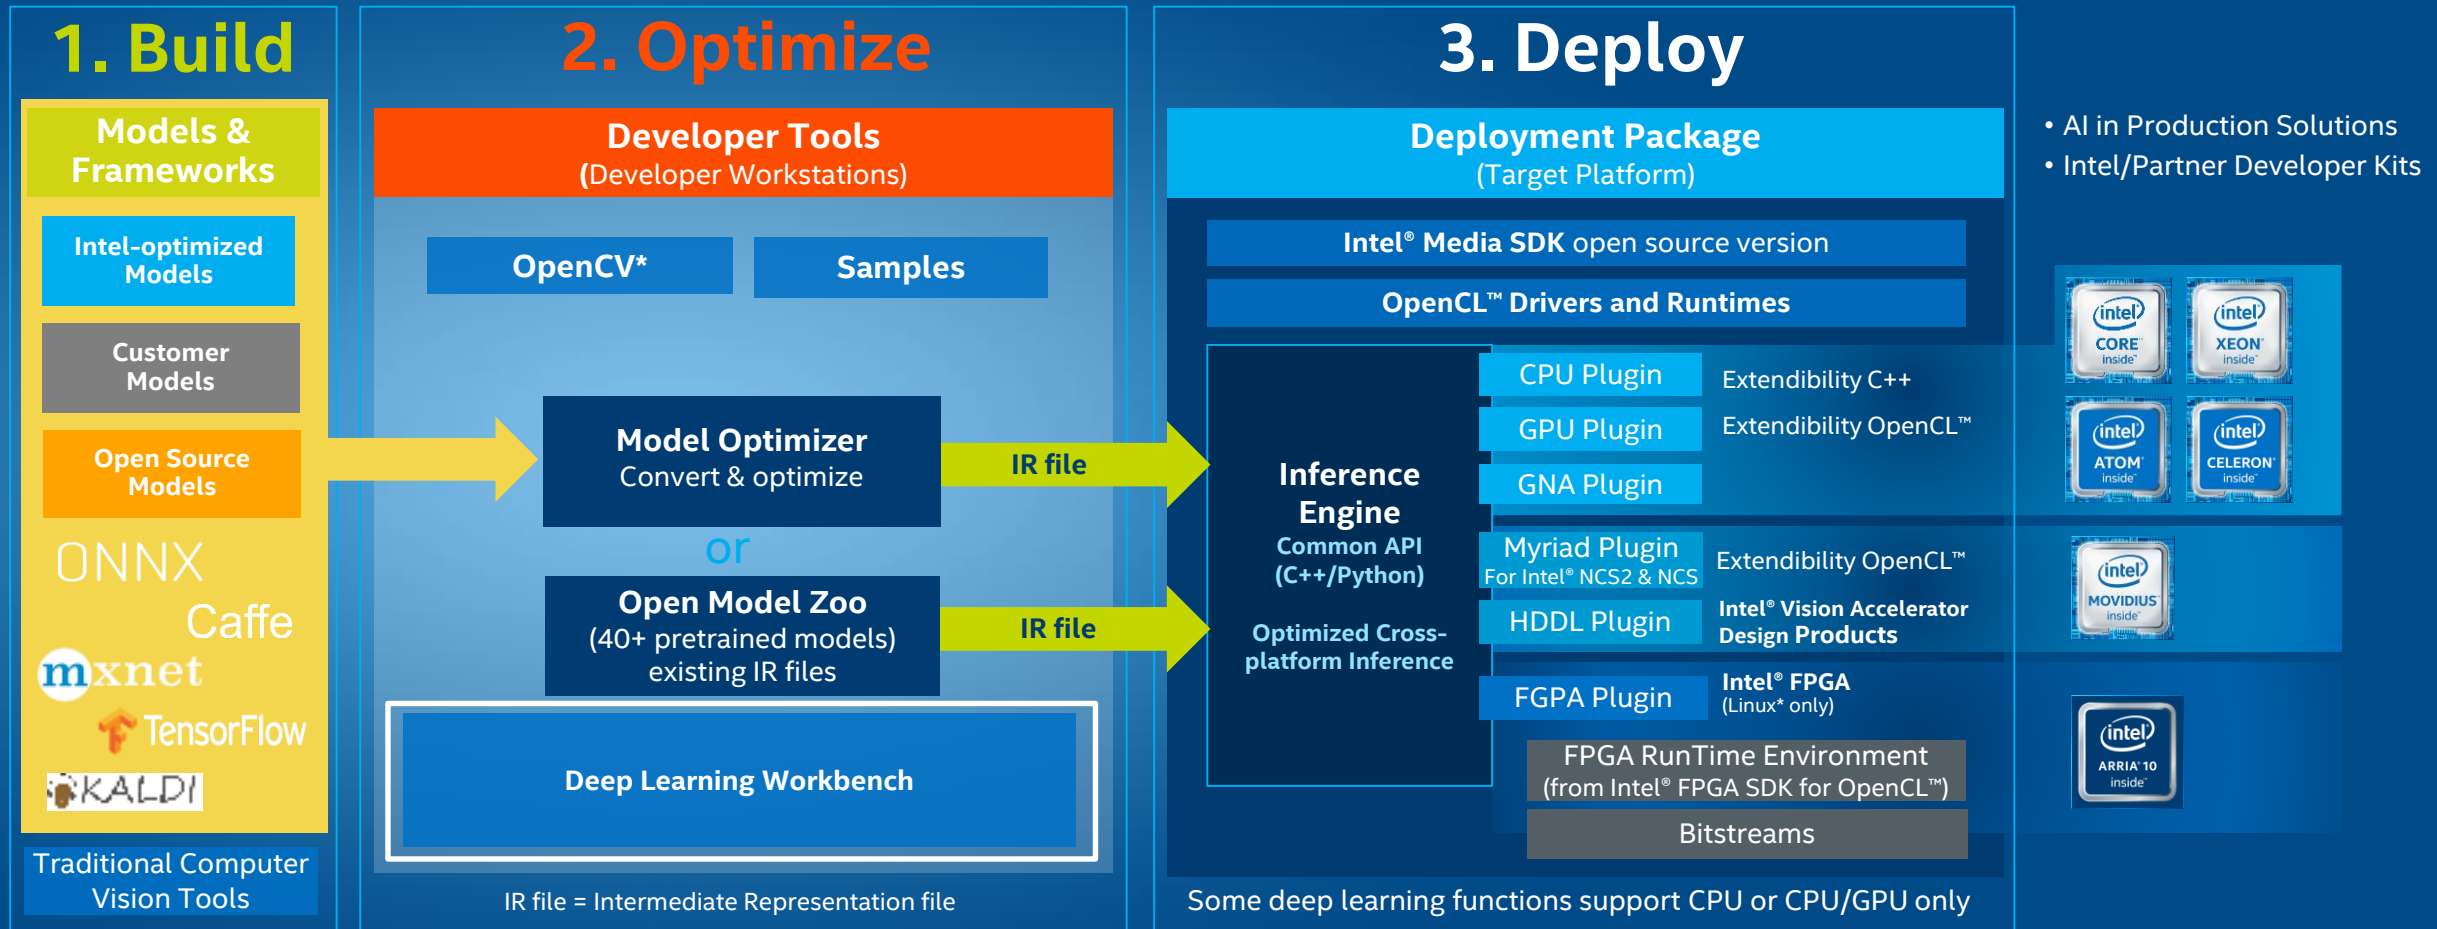 1. Build
Models &
Frameworks
Intel-optimized
Models
Customer
Models
Open Source
Models
ONNX
Caffe
mxnet
TensorFlow
KALDI
Traditional Computer
Vision Tools
2. Optimize
Developer Tools
(Developer Workstations)
OpenCV*
Samples
Model Optimizer
Convert & optimize
or
Open Model Zoo
(40+ pretrained models)
existing IR files
IR file
IR file
Deep Learning Workbench
IR file = Intermediate Representation file
3. Deploy
Deployment Package
(Target Platform)
Intel® Media SDK open source version
OpenCL™ Drivers and Runtimes
Inference
Engine
Common API
(C++/Python)
Optimized Cross-
platform Inference
CPU Plugin
Extendibility C++
GPU Plugin
Extendibility OpenCL™
GNA Plugin
Myriad Plugin
For Intel® NCS2 & NCS
Extendibility OpenCL™
HDDL Plugin
Intel® Vision Accelerator
Design Products
FGPA Plugin
Intel® FPGA
(Linux* only)
FPGA RunTime Environment
(from Intel® FPGA SDK for OpenCL™)
Bitstreams
Some deep learning functions support CPU or CPU/GPU only
• AI in Production Solutions
• Intel/Partner Developer Kits
intel
CORE
inside™
intel
XEON
inside™
intel
ATOM
inside™
intel
CELERON
inside™
intel
MOVIDIUS
inside™
intel
ARRIA® 10
inside™